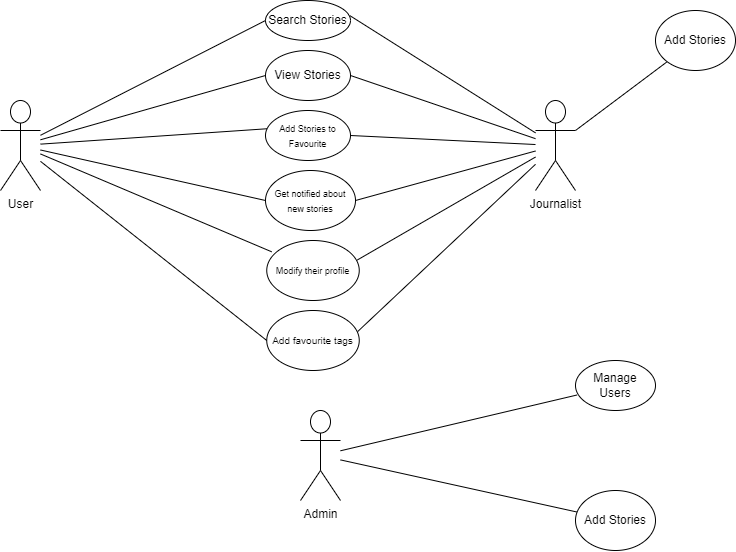 Search Stories
Add Stories
View Stories
Add Stories to
Favourite
Get notified about
new stories
User
Journalist
Modify their profile
Add favourite tags
Manage
Users
Admin
Add Stories